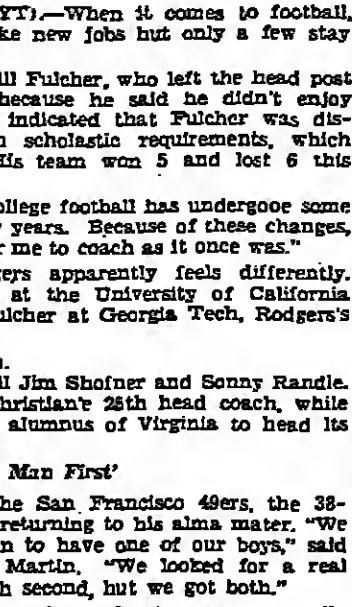 YT).—When it comes to football,
ke new jobs but only a few stay
ill Fulcher, who left the head post
because he said he didn't enjoy
indicated that Fulcher was dis-
n scholastic requirements, which
His team won 5 and lost 6 this
ollege football has undergooe some
years. Because of these changes,
r me to coach as it once was."
gers apparently feels differently.
at the University of California
ulcher at Georgia Tech, Rodgers's
n.
ll Jim Shofner and Sonny Randle.
hristian's 25th head coach, while
alumnus of Virginia to head its
Man First'
he San Francisco 49ers, the 38-
returning to his alma mater. "We
n to have one of our boys," said
Martin, "We looked for a real
h second, but we got both."